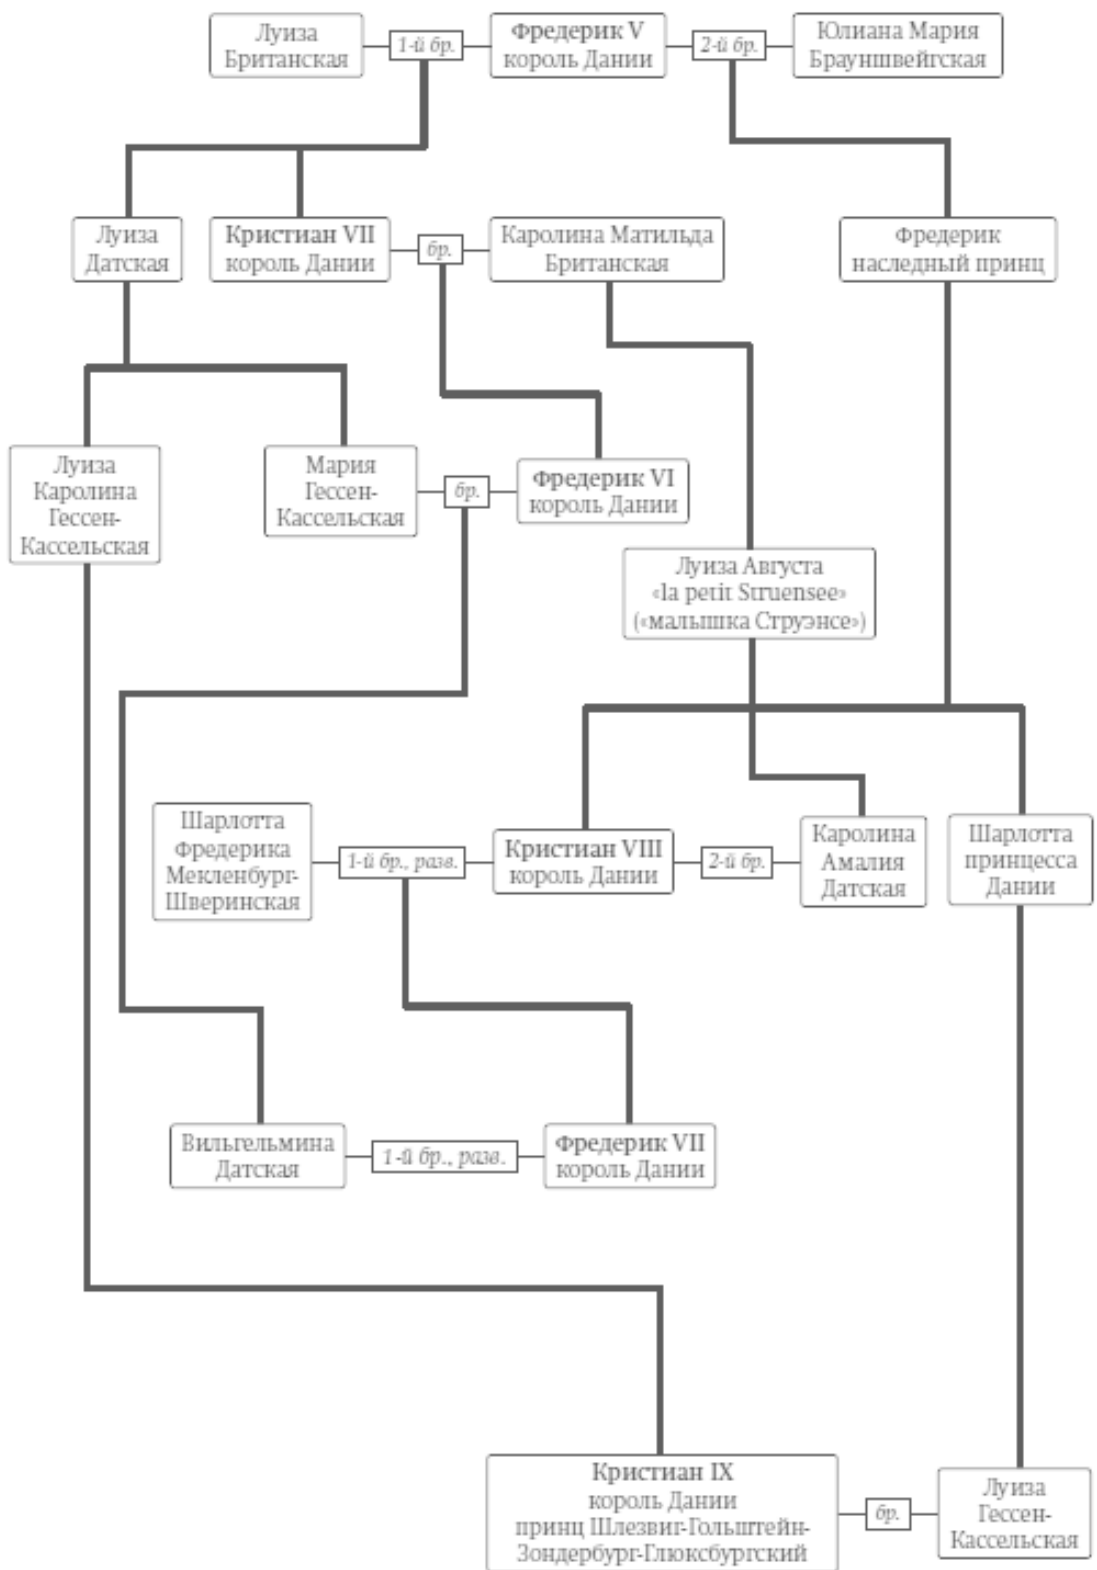 Луиза
Британская
1-й бр.
Фредерик V
король Дании
2-й бр.
Юлиана Мария
Брауншвейгская
Луиза
Датская
Кристиан VII
король Дании
бр.
Каролина Матильда
Британская
Фредерик
наследный принц
Луиза
Каролина
Гессен-
Кассельская
Мария
Гессен-
Кассельская
бр.
Фредерик VI
король Дании
Луиза Августа
«la petit Struensee»
(«малышка Струэнсе»)
Шарлотта
Фредерика
Мекленбург-
Шверинская
1-й бр., разв.
Кристиан VIII
король Дании
2-й бр.
Каролина
Амалия
Датская
Шарлотта
принцесса
Дании
Вильгельмина
Датская
1-й бр., разв.
Фредерик VII
король Дании
Кристиан IX
король Дании
принц Шлезвиг-Гольштейн-
Зондербург-Глюксбургский
бр.
Луиза
Гессен-
Кассельская